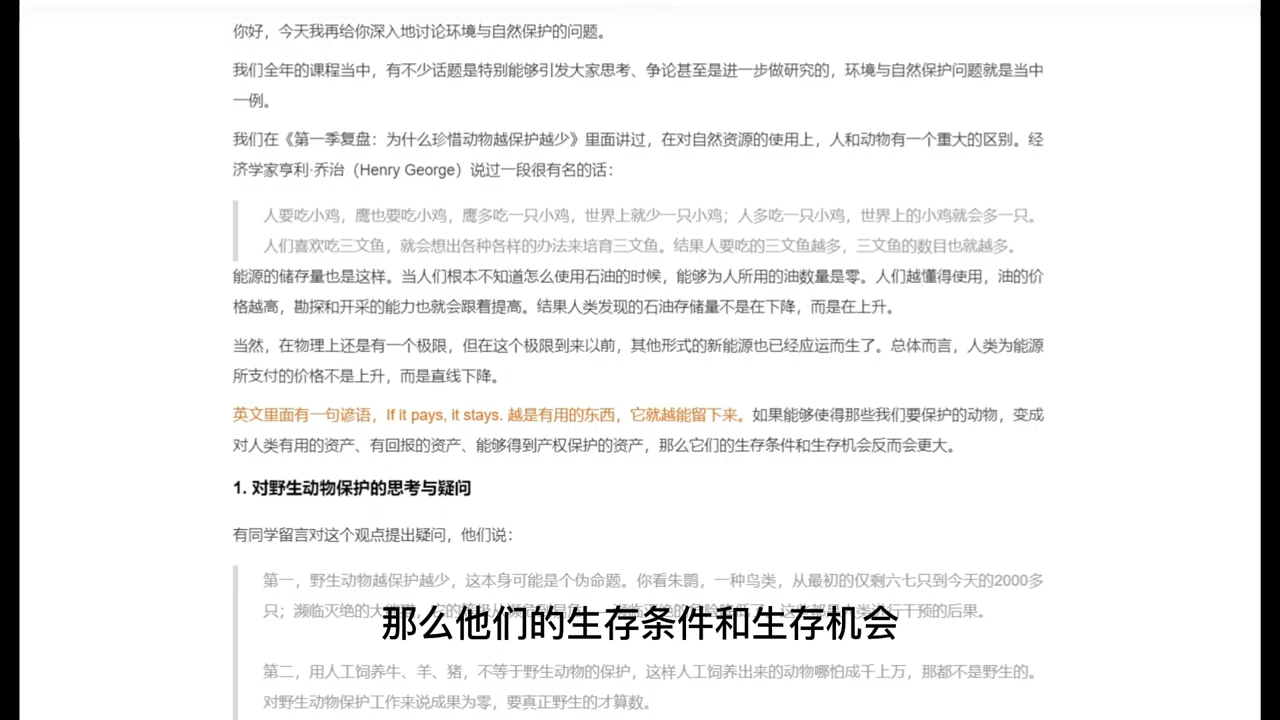 你好，今天我再给你深入地讨论环境与自然保护的问题。
我们全年的课程当中，有不少话题是特别能够引发大家思考、争论甚至是进一步做研究的，环境与自然保护问题就是当中
一例。
我们在《第一季复盘：为什么珍惜动物越保护越少》里面讲过，在对自然资源的使用上，人和动物有一个重大的区别。经
济学家亨利·乔治（Henry George）说过一段很有名的话：
人要吃小鸡，鹰也要吃小鸡，鹰多吃一只小鸡，世界上就少一只小鸡；人多吃一只小鸡，世界上的小鸡就会多一只。
人们喜欢吃三文鱼，就会想出各种各样的办法来培育三文鱼。结果人要吃的三文鱼越多，三文鱼的数目也就越多。
能源的储存量也是这样。当人们根本不知道怎么使用石油的时候，能够为人所用的油数量是零。人们越懂得使用，油的价
格越高，勘探和开采的能力也就会跟着提高。结果人类发现的石油存储量不是在下降，而是在上升。
当然，在物理上还是有一个极限，但在这个极限到来以前，其他形式的新能源也已经应运而生了。总体而言，人类为能源
所支付的价格不是上升，而是直线下降。
英文里面有一句谚语，If it pays, it stays. 越是有用的东西，它就越能留下来。如果能够使得那些我们要保护的动物，变成
对人类有用的资产、有回报的资产、能够得到产权保护的资产，那么它们的生存条件和生存机会反而会更大。
1. 对野生动物保护的思考与疑问
有同学留言对这个观点提出疑问，他们说：
第一，野生动物越保护越少，这本身可能是个伪命题。你看朱鹮，一种鸟类，从最初的仅剩六七只到今天的2000多
只；濒临灭绝的大 干预的后果。
那么他们的生存条件和生存机会
第二，用人工饲养牛、羊、猪，不等于野生动物的保护，这样人工饲养出来的动物哪怕成千上万，那都不是野生的。
对野生动物保护工作来说成果为零，要真正野生的才算数。